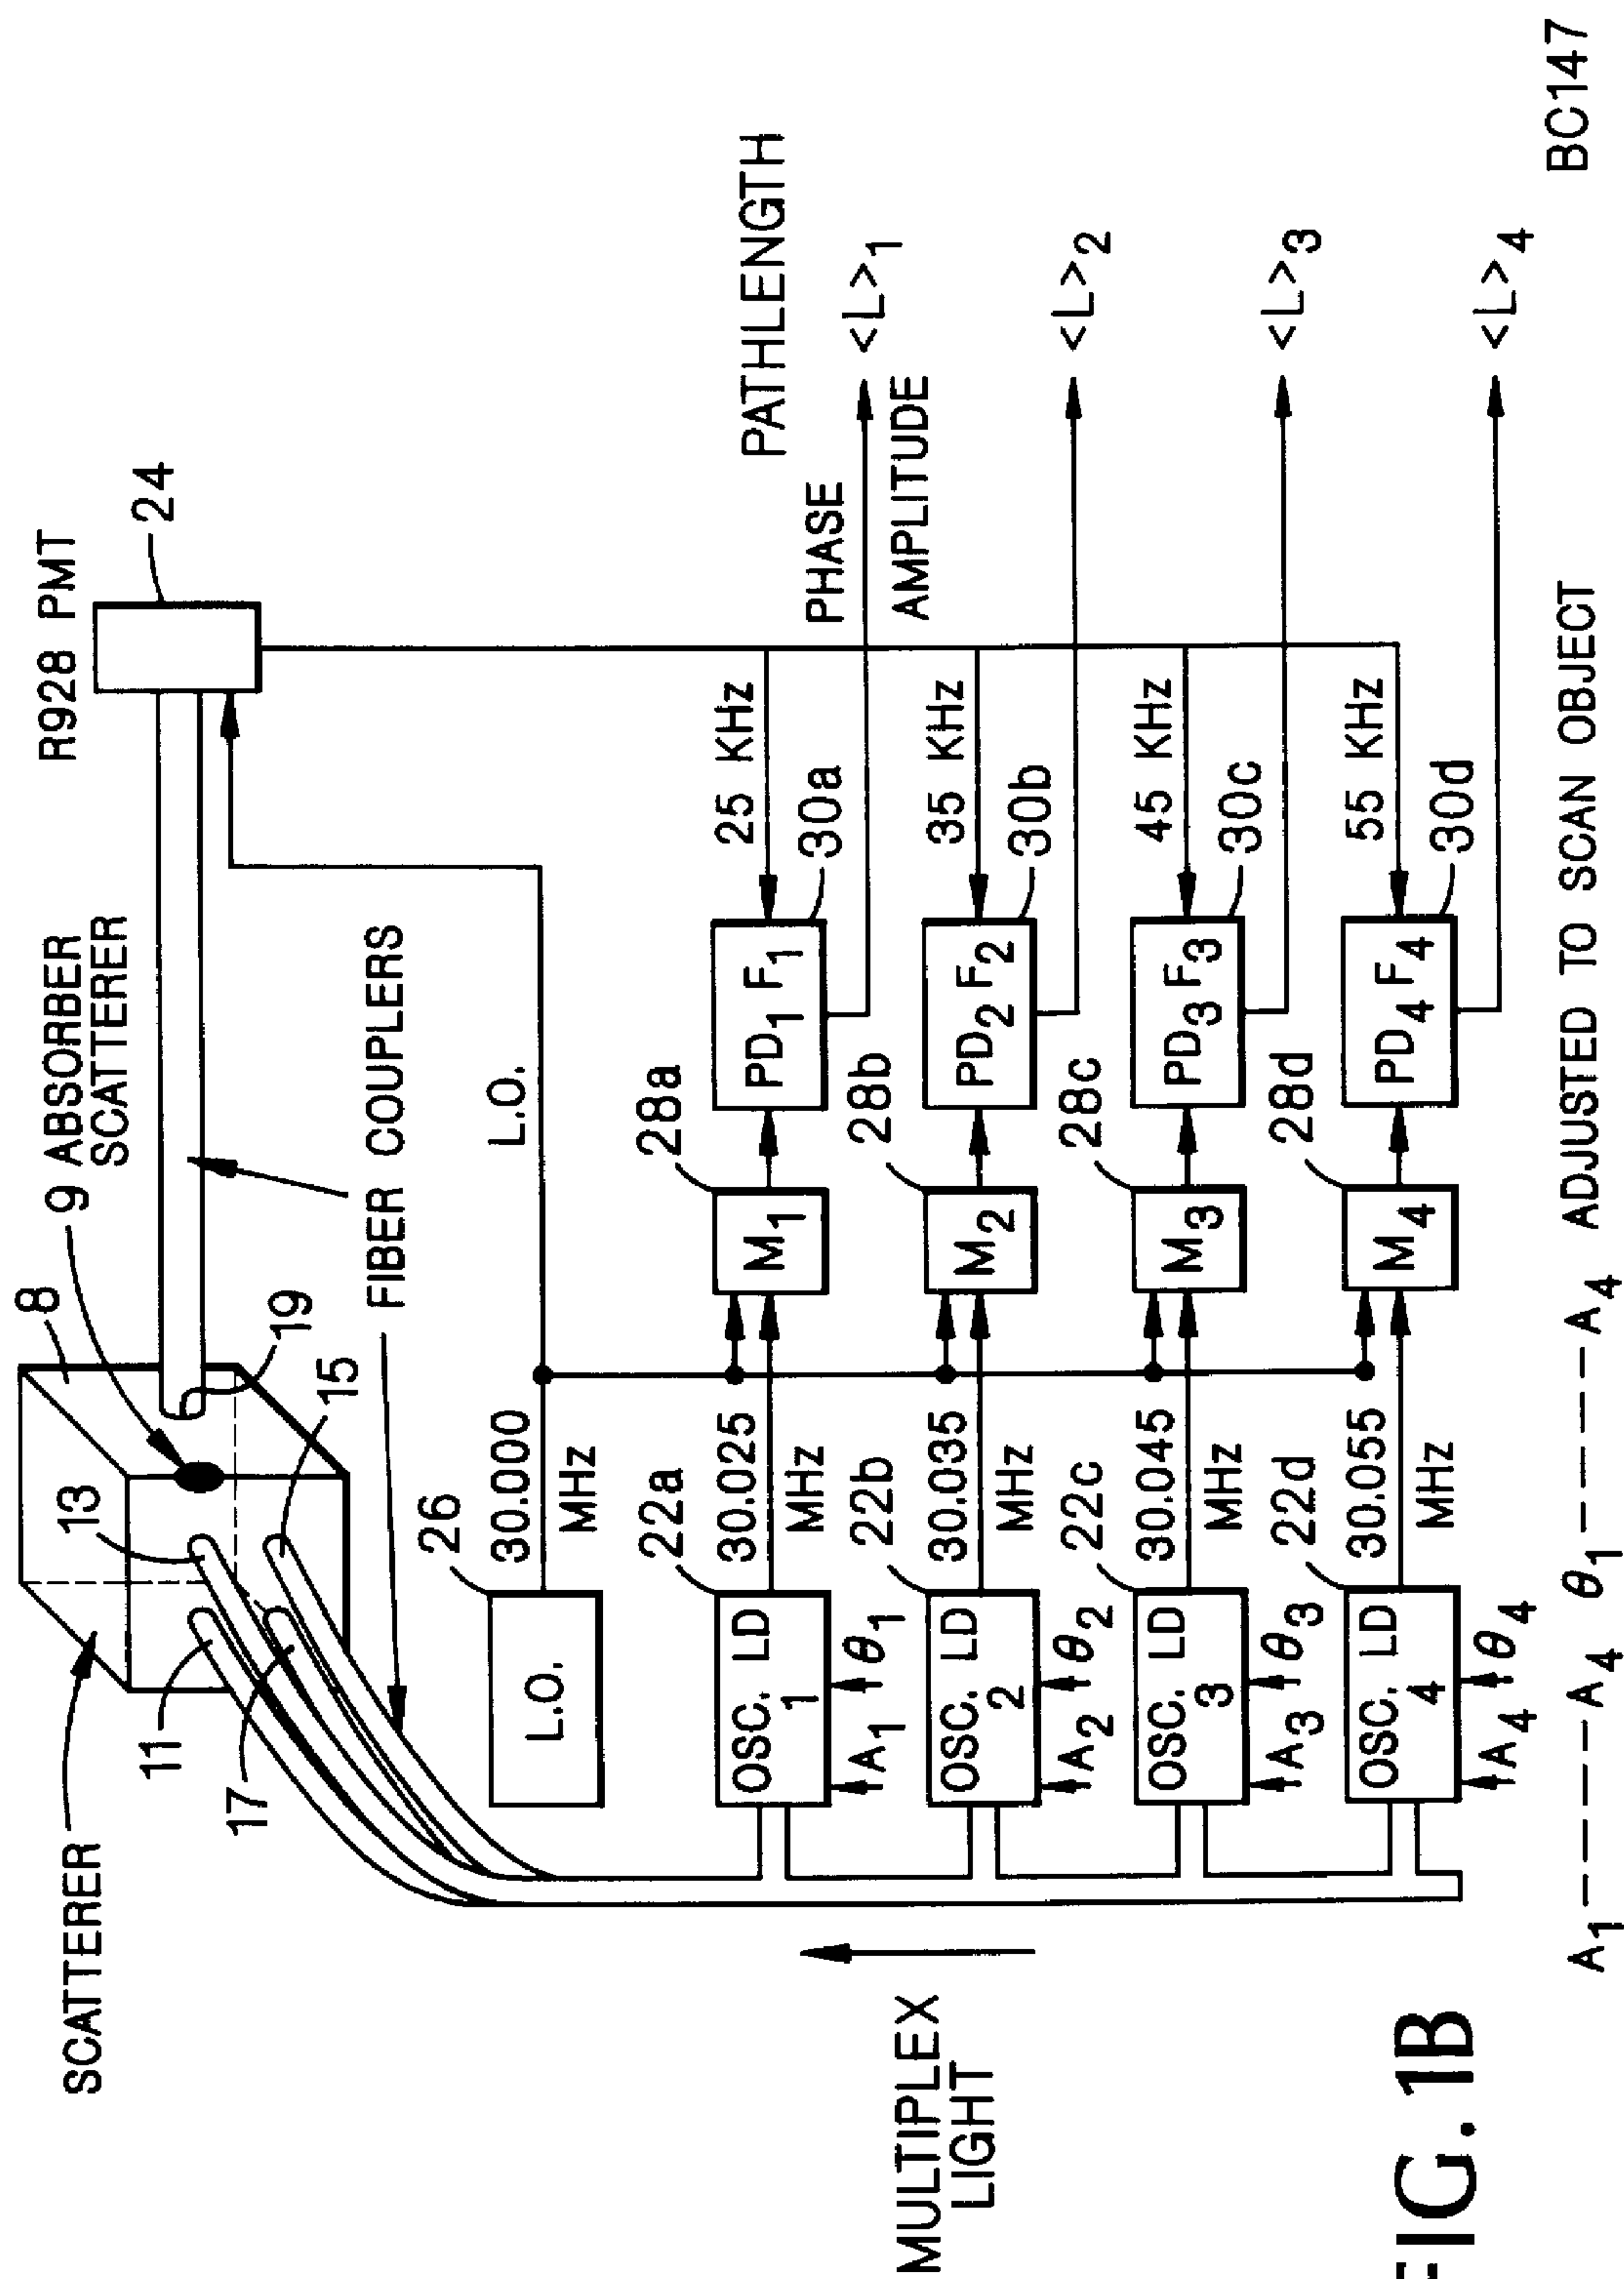 SCATTERER
8
9 ABSORBER
SCATTERER
R928 PMT
24
13
19
15
11
17
FIBER COUPLERS
26
L.O.
30.000
MHz
L.O.
PATHLENGTH
22a
OSC. LD
1
A1
θ1
30.025
MHz
28a
M1
PD1 F1
30a
25 KHz
PHASE
AMPLITUDE
<L>1
22b
OSC. LD
2
A2
θ2
30.035
MHz
28b
M2
PD2 F2
30b
35 KHz
<L>2
MULTIPLEX
LIGHT
22c
OSC. LD
3
A3
θ3
30.045
MHz
28c
M3
PD3 F3
30c
45 KHz
<L>3
22d
OSC. LD
4
A4
θ4
30.055
MHz
28d
M4
PD4 F4
30d
55 KHz
<L>4
A1-----A4 θ1-----A4 ADJUSTED TO SCAN OBJECT
BC147
FIG. 1B